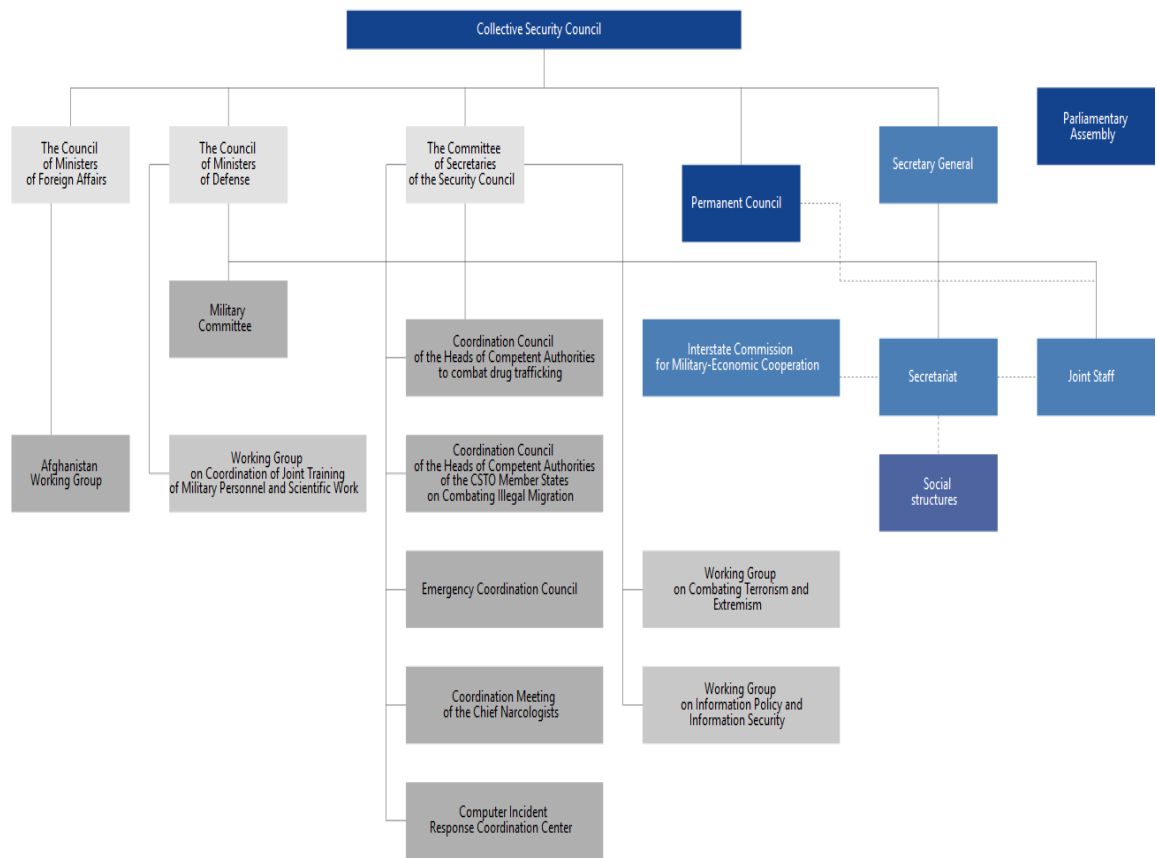 Collective Security Council
The Council
of Ministers
of Foreign Affairs
The Council
of Ministers
of Defense
The Committee
of Secretaries
of the Security Council
Permanent Council
Secretary General
Parliamentary
Assembly
Military
Committee
Coordination Council
of the Heads of Competent Authorities
to combat drug trafficking
Interstate Commission
for Military-Economic Cooperation
Secretariat
Joint Staff
Afghanistan
Working Group
Working Group
on Coordination of Joint Training
of Military Personnel and Scientific Work
Coordination Council
of the Heads of Competent Authorities
of the CSTO Member States
on Combating Illegal Migration
Social
structures
Emergency Coordination Council
Working Group
on Combating Terrorism and
Extremism
Coordination Meeting
of the Chief Narcologists
Working Group
on Information Policy and
Information Security
Computer Incident
Response Coordination Center